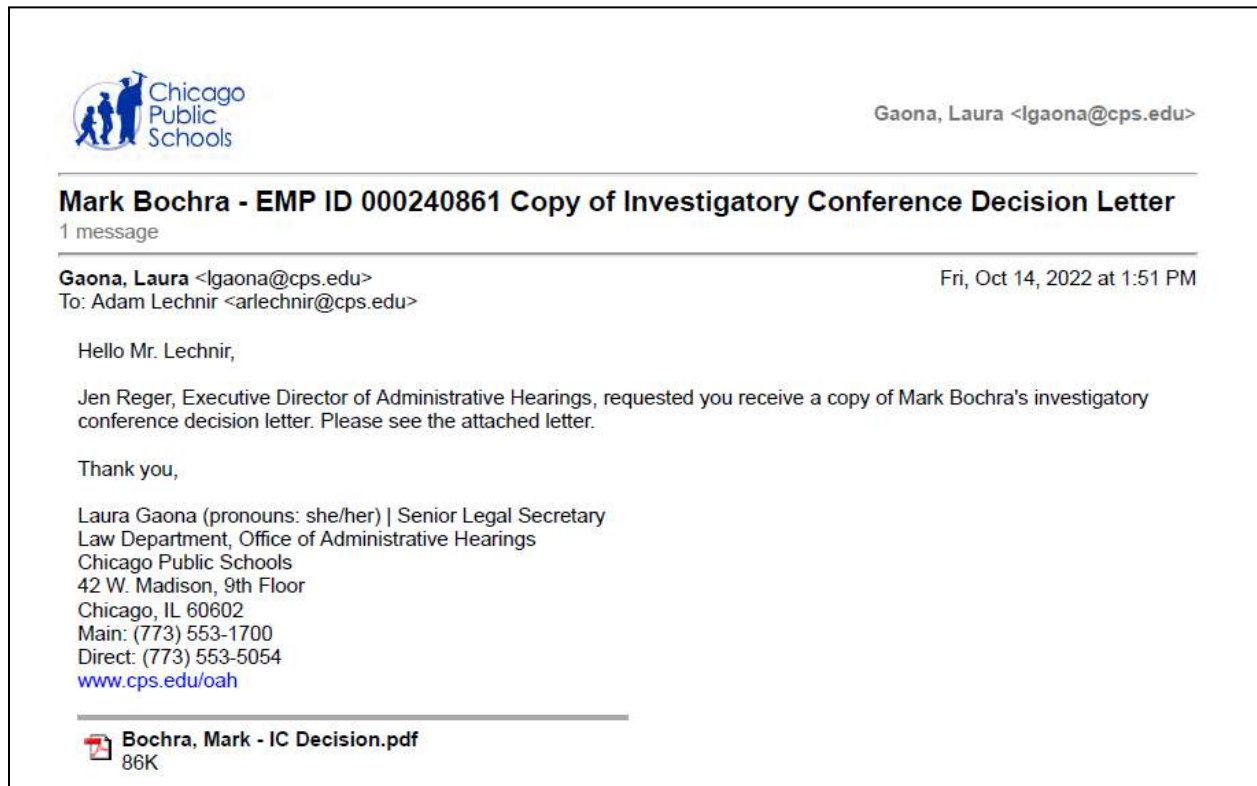 Chicago
Public
Schools
Gaona, Laura <lgaona@cps.edu>
Mark Bochra - EMP ID 000240861 Copy of Investigatory Conference Decision Letter
1 message
Gaona, Laura <lgaona@cps.edu> Fri, Oct 14, 2022 at 1:51 PM
To: Adam Lechnir <arlechnir@cps.edu>
Hello Mr. Lechnir,
Jen Reger, Executive Director of Administrative Hearings, requested you receive a copy of Mark Bochra's investigatory
conference decision letter. Please see the attached letter.
Thank you,
Laura Gaona (pronouns: she/her) | Senior Legal Secretary
Law Department, Office of Administrative Hearings
Chicago Public Schools
42 W. Madison, 9th Floor
Chicago, IL 60602
Main: (773) 553-1700
Direct: (773) 553-5054
www.cps.edu/oah
Bochra, Mark - IC Decision.pdf
86K